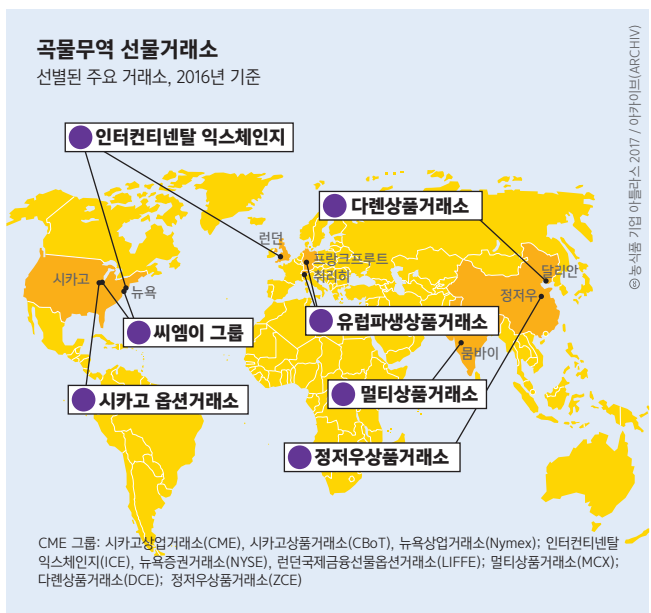 곡물무역 선물거래소
선별된 주요 거래소, 2016년 기준
인터컨티넨탈 익스체인지
다롄상품거래소
런던
프랑크프루트
취리히
달리안
시카고
뉴욕
정저우
씨엠이 그룹
유럽파생상품거래소
뭄바이
시카고 옵션거래소
멀티상품거래소
정저우상품거래소
CME 그룹: 시카고상업거래소(CME), 시카고상품거래소(CBoT), 뉴욕상업거래소(Nymex); 인터컨티넨탈
익스체인지(ICE), 뉴욕증권거래소(NYSE), 런던국제금융선물옵션거래소(LIFFE); 멀티상품거래소(MCX);
다롄상품거래소(DCE); 정저우상품거래소(ZCE)
농식품 기업 아틀라스 2017 / 아카이브(ARCHIV)